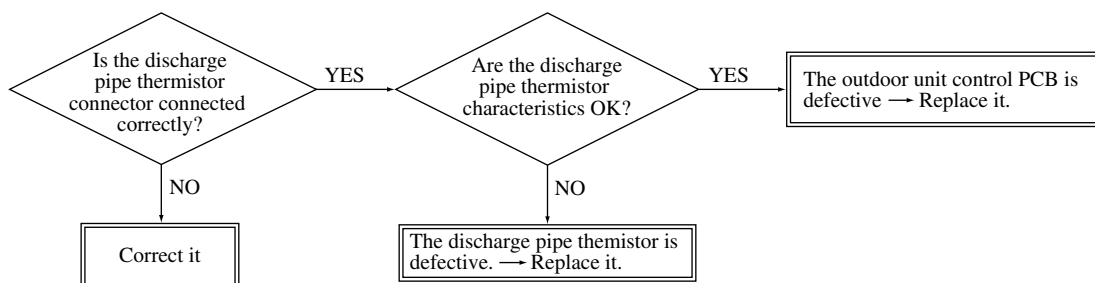 Is the discharge
pipe thermistor
connector connected
correctly?
YES
Are the discharge
pipe thermistor
characteristics OK?
YES
The outdoor unit control PCB is
defective → Replace it.
NO
Correct it
NO
The discharge pipe themistor is
defective. → Replace it.